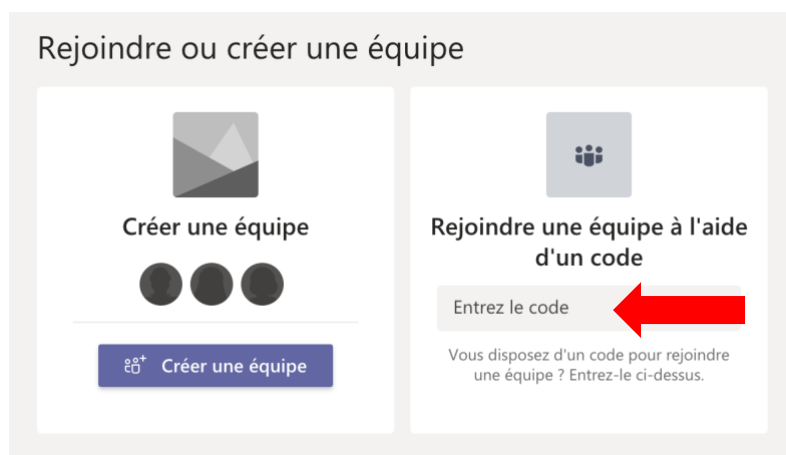 Rejoindre ou créer une équipe
Créer une équipe
Créer une équipe
Rejoindre une équipe à l'aide
d'un code
Entrez le code
Vous disposez d'un code pour rejoindre
une équipe ? Entrez-le ci-dessus.